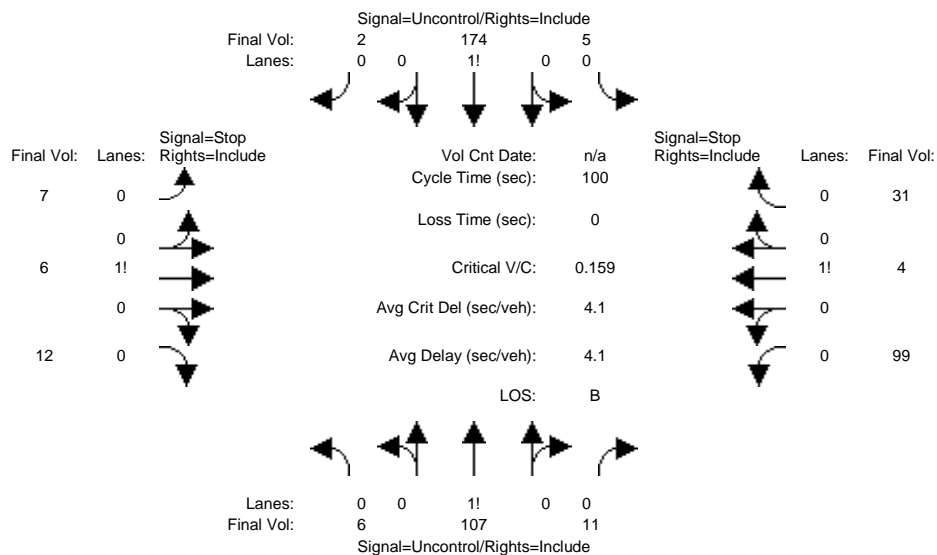 Signal=Uncontrol/Rights=Include
Final Vol: 2 174 5
Lanes: 0 0 1! 0 0
Signal=Stop Signal=Stop
Final Vol: Lanes: Rights=Include Vol Cnt Date: n/a Rights=Include Lanes: Final Vol:
Cycle Time (sec): 100
7 0 0 31
Loss Time (sec): 0
0 0
6 1! Critical V/C: 0.159 1! 4
0 Avg Crit Del (sec/veh): 4.1 0
12 0 Avg Delay (sec/veh): 4.1 0 99
LOS: B
Lanes: 0 0 1! 0 0
Final Vol: 6 107 11
Signal=Uncontrol/Rights=Include